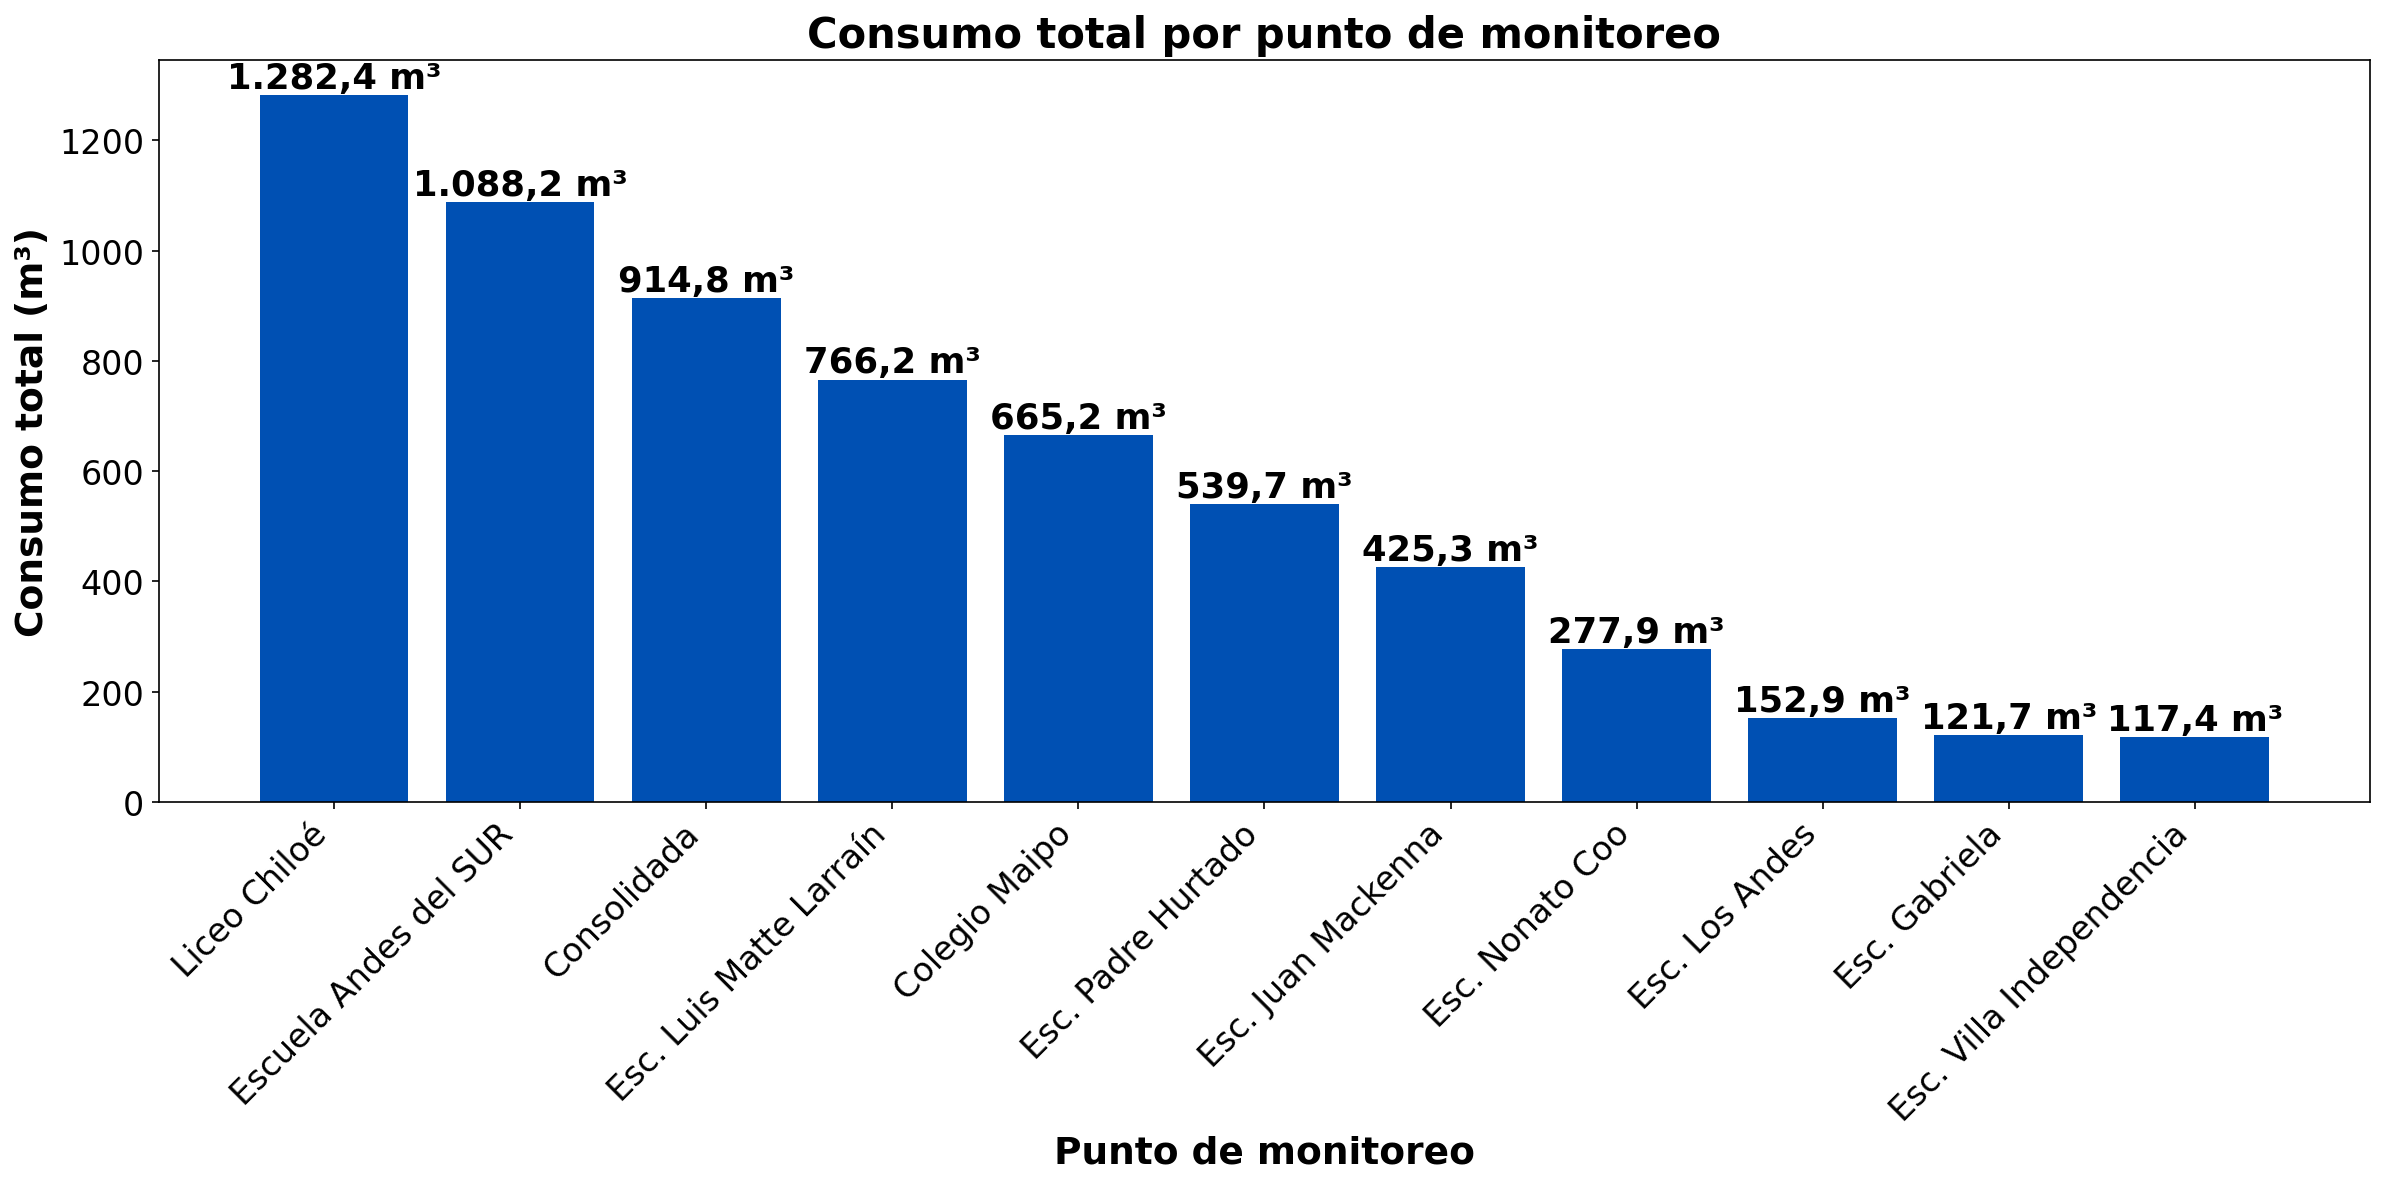 Consumo total por punto de monitoreo
Consumo total (m³)
1200
1000
800
600
400
200
0
1.282,4 m³
1.088,2 m³
914,8 m³
766,2 m³
665,2 m³
539,7 m³
425,3 m³
277,9 m³
152,9 m³
121,7 m³
117,4 m³
Liceo Chiloé
Escuela Andes del SUR
Consolidada
Esc. Luis Matte Larraín
Colegio Maipo
Esc. Padre Hurtado
Esc. Juan Mackenna
Esc. Nonato Coo
Esc. Los Andes
Esc. Gabriela
Esc. Villa Independencia
Punto de monitoreo